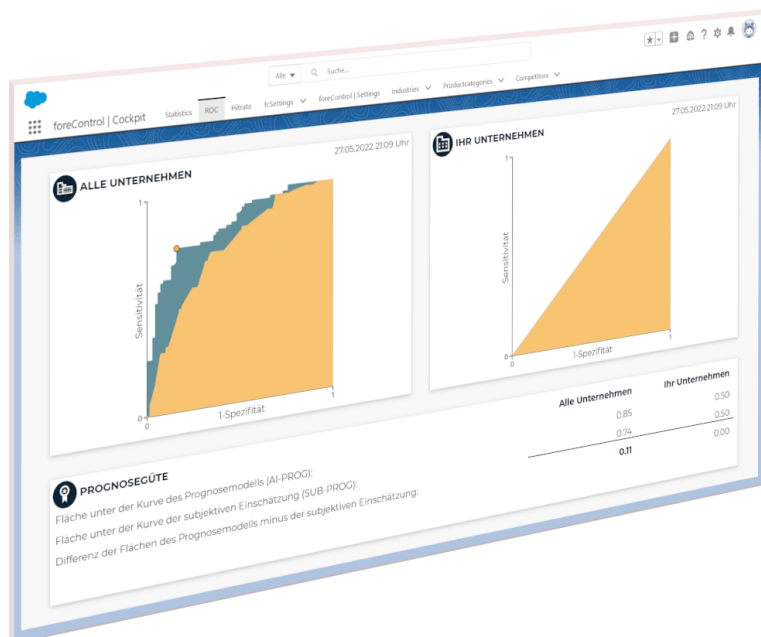 Alle
Suche...
foreControl | Cockpit
Statistics
ROC
Hitrate
fcSettings
foreControl | Settings
Industries
Productcategories
Competitors
ALLE UNTERNEHMEN
27.05.2022 21:09 Uhr
1
Sensitivität
0
0
1-Spezifität
1
IHR UNTERNEHMEN
27.05.2022 21:09 Uhr
1
Sensitivität
0
0
1-Spezifität
1
PROGNOSEGÜTE
Alle Unternehmen Ihr Unternehmen
Fläche unter der Kurve des Prognosemodells (AI-PROG): 0.85 0.50
Fläche unter der Kurve der subjektiven Einschätzung (SUB-PROG): 0.74 0.50
Differenz der Flächen des Prognosemodells minus der subjektiven Einschätzung: 0.11 0.00